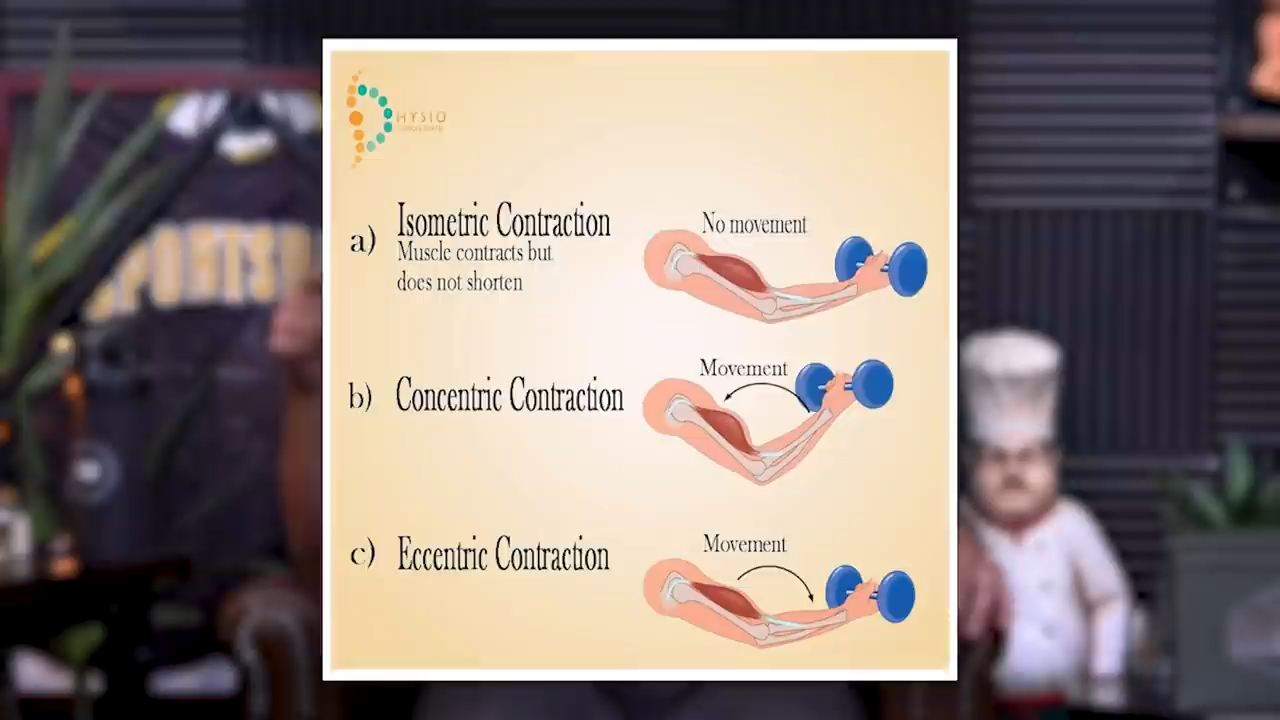 HYSIO
a)
Isometric Contraction
Muscle contracts but
does not shorten
No movement
b)
Concentric Contraction
Movement
c)
Eccentric Contraction
Movement